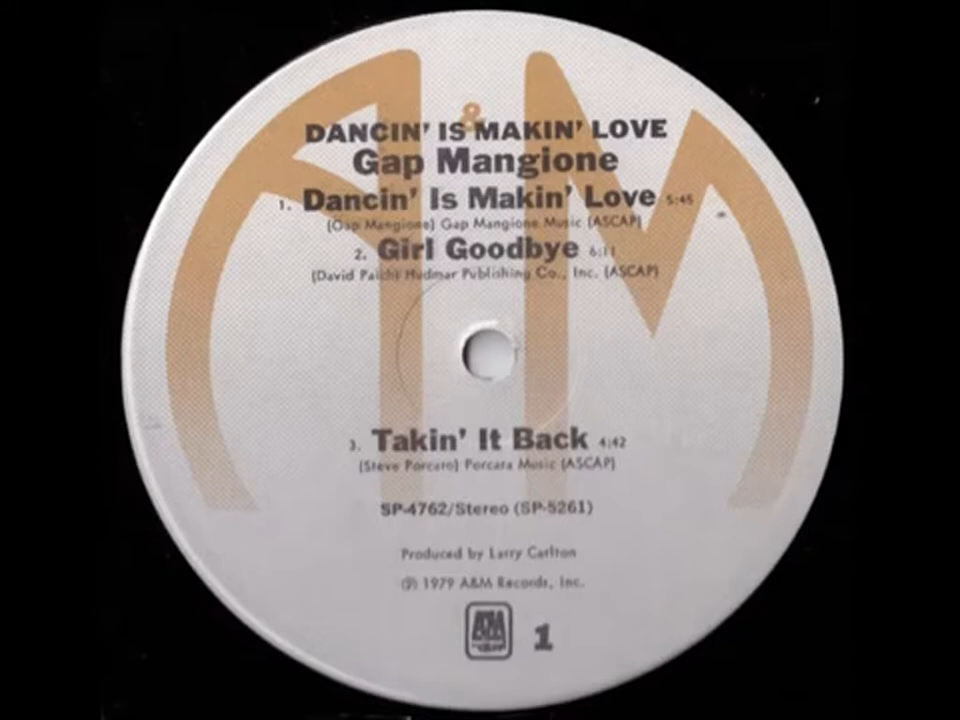 &
DANCIN' IS MAKIN' LOVE
Gap Mangione
1. Dancin' Is Makin' Love 5:45
(Gap Mangione) Gap Mangione Music (ASCAP)
2. Girl Goodbye 6:11
(David Paich) Hudmar Publishing Co., Inc. (ASCAP)
3. Takin' It Back 4:42
(Steve Porcaro) Porcara Music (ASCAP)
SP-4762/Stereo (SP-5261)
Produced by Larry Carlton
℗ 1979 A&M Records, Inc.
1